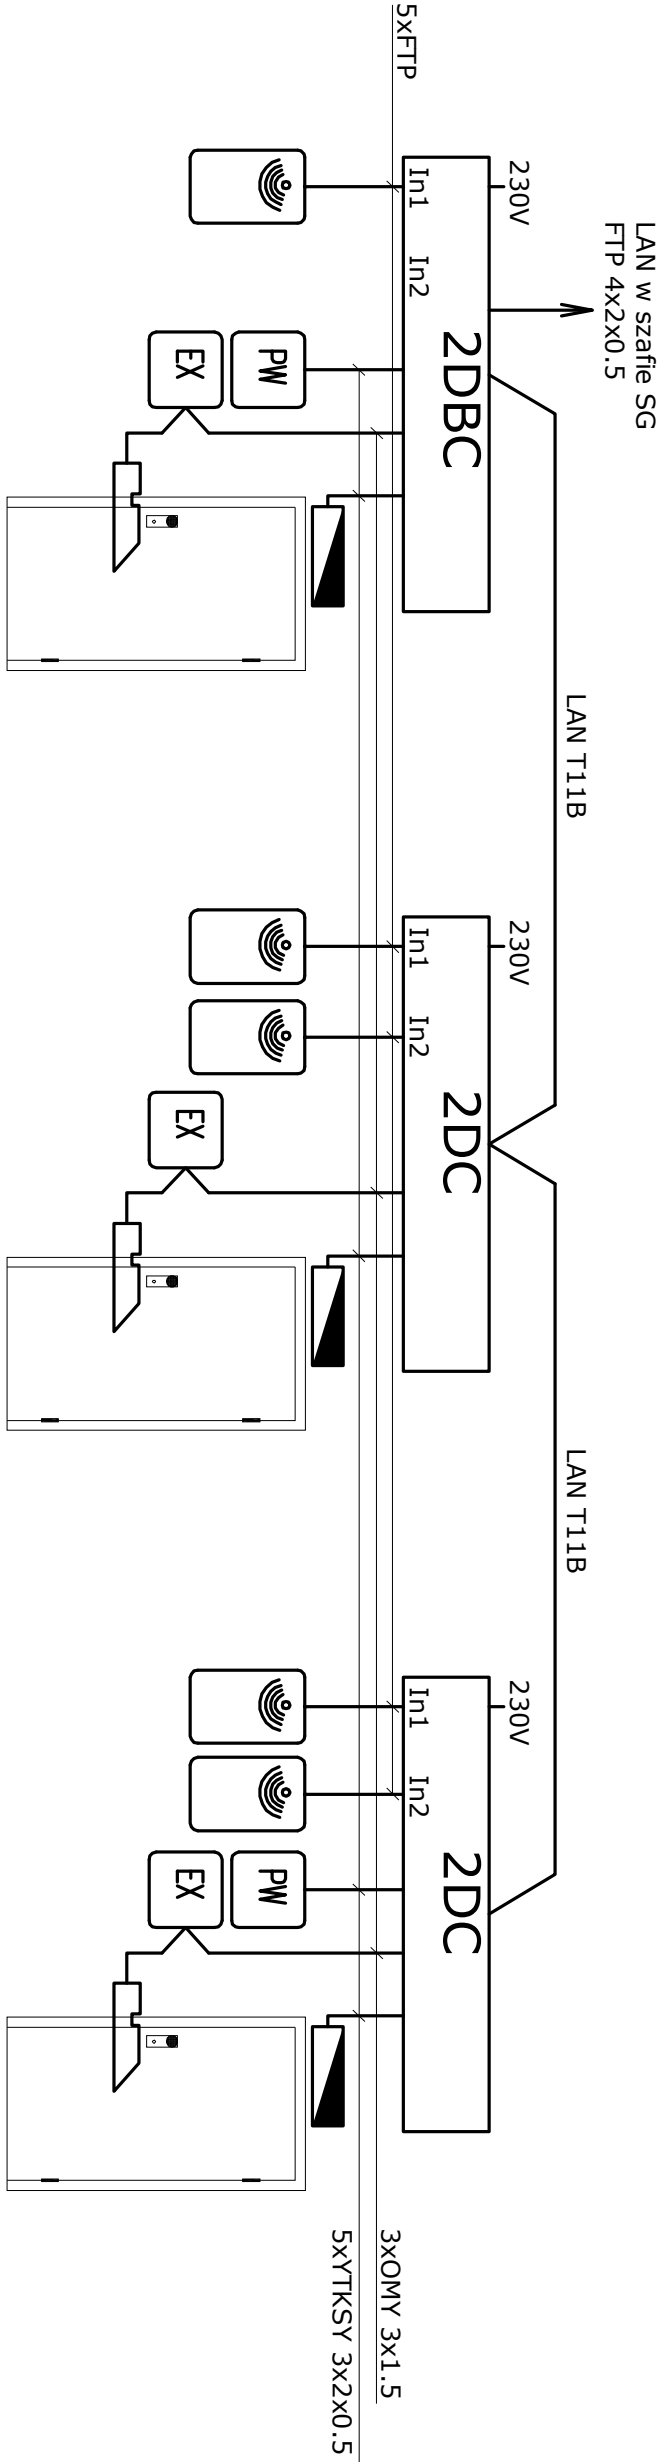 LAN w szafie SG
FTP 4x2x0.5
LAN T11B
LAN T11B
230V
230V
230V
2DBC
2DC
2DC
In1
In2
In1
In2
In1
In2
5xFTP
3xOMY 3x1.5
5xYTKSY 3x2x0.5
PW
PW
EX
EX
EX